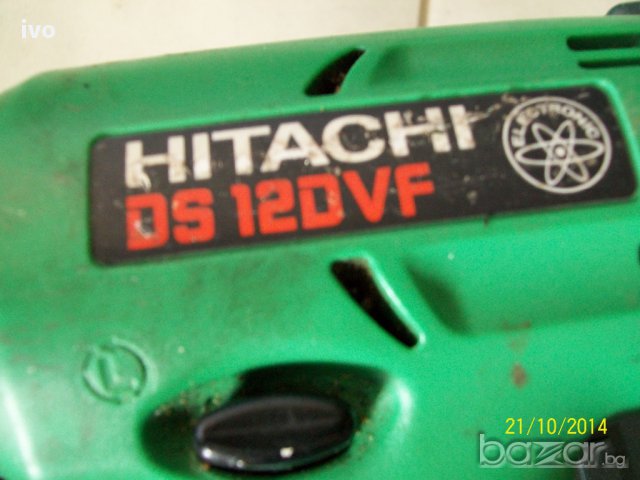 ivo
HITACHI
DS 12DVF
ELECTRONIC
L
21/10/2014
bazar.bg